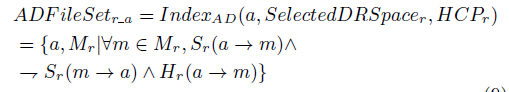 ADFileSet_{r_a} = Index_{AD}(a, SelectedDRSpace_r, HCP_r)
= {a, M_r|∀m ∈ M_r, S_r(a → m)∧
¬ S_r(m → a) ∧ H_r(a → m)}